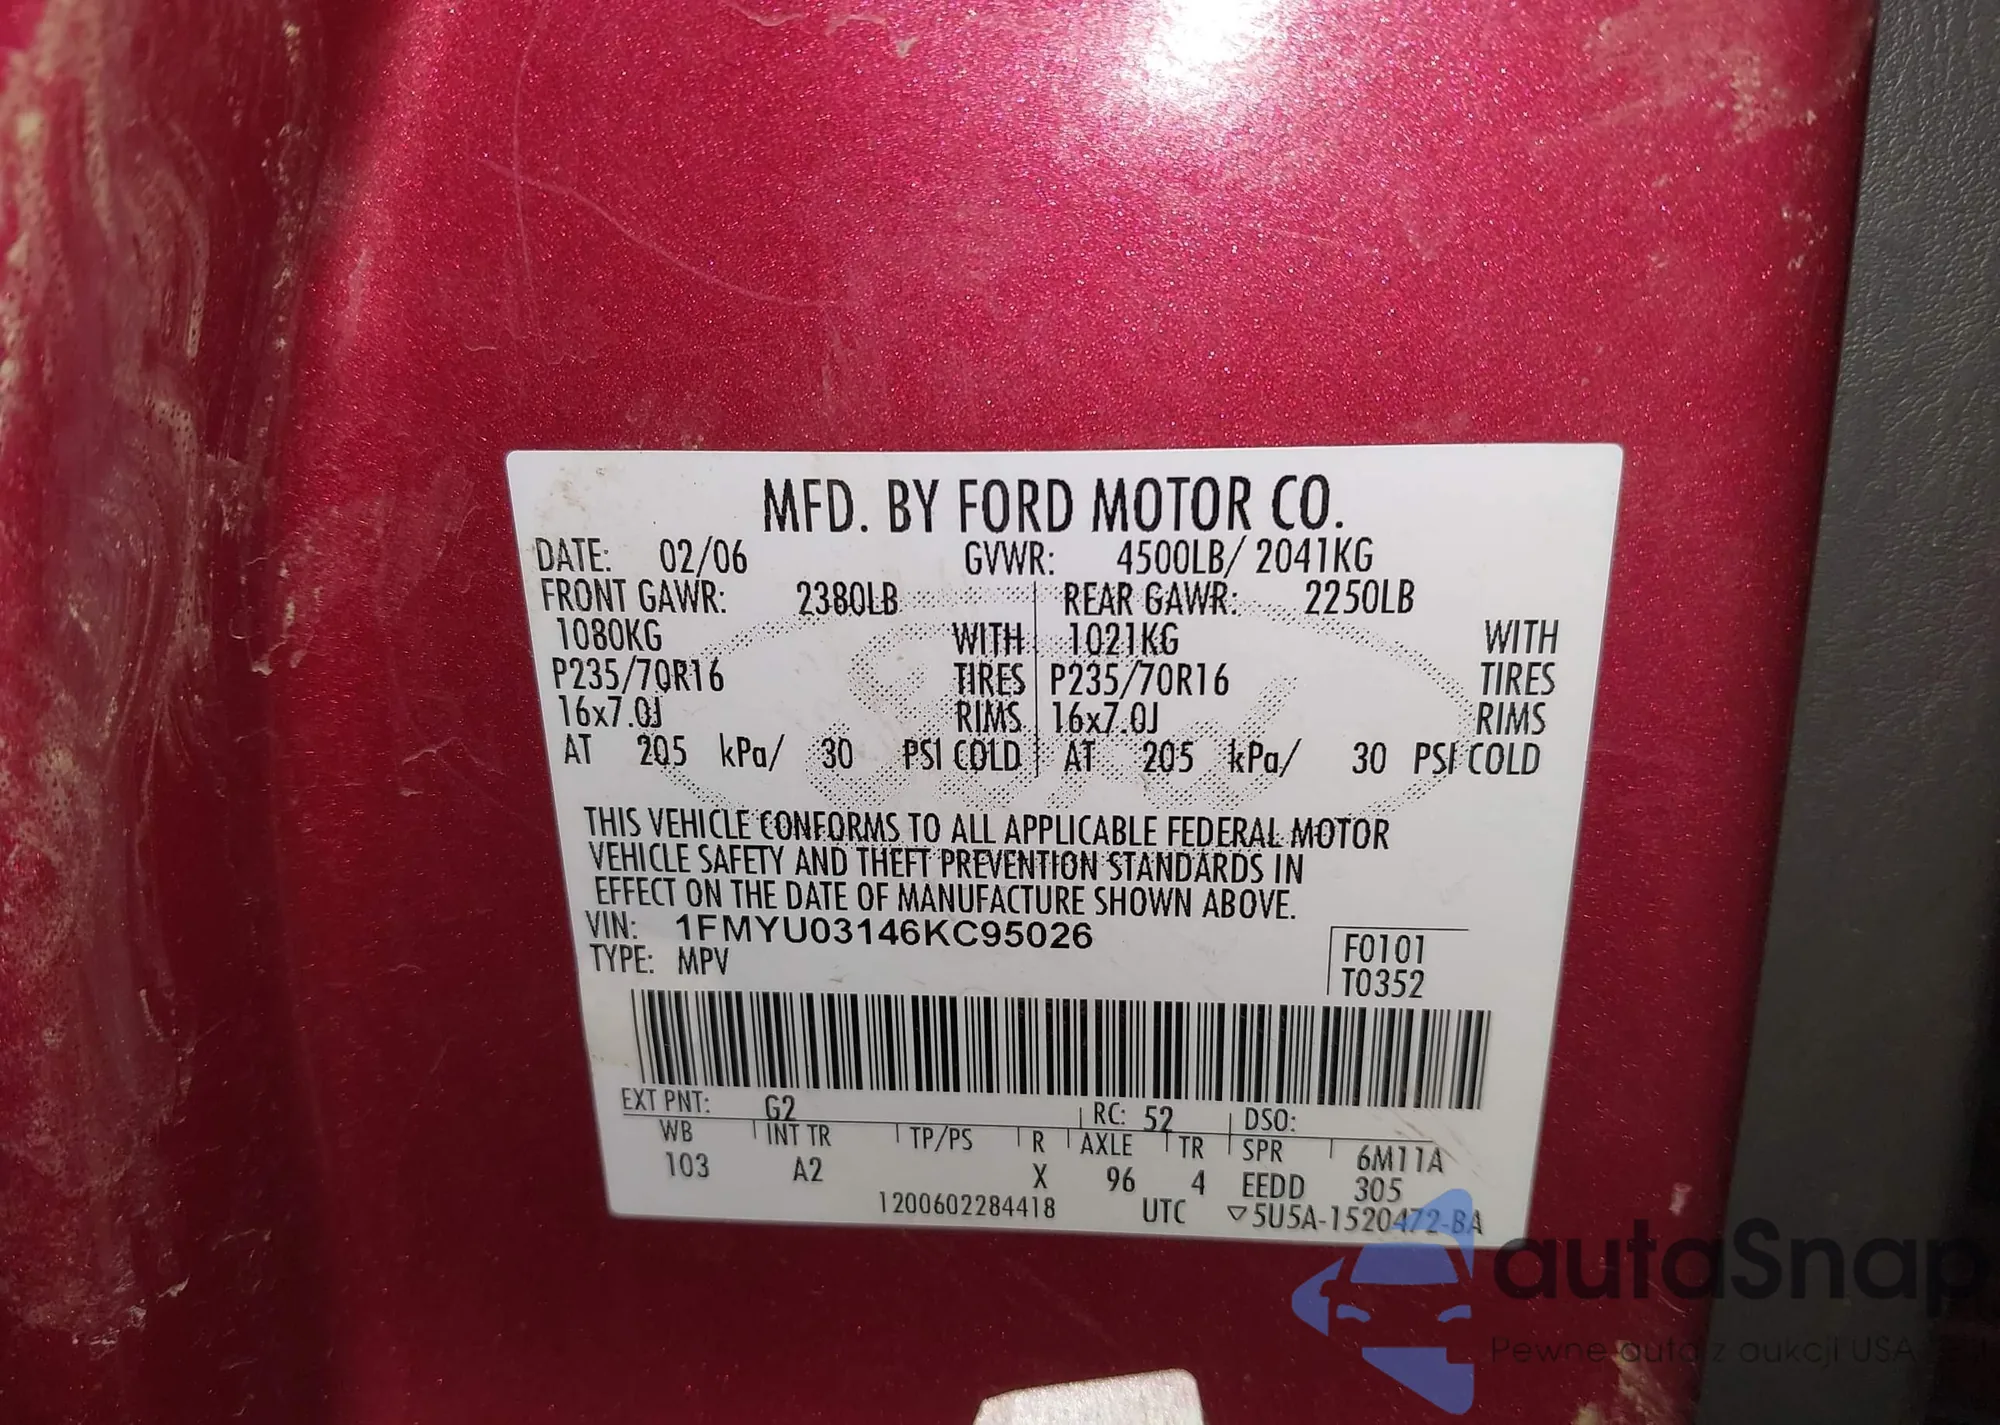 MFD. BY FORD MOTOR CO.
DATE: 02/06 GVWR: 4500LB/ 2041KG
FRONT GAWR: 2380LB REAR GAWR: 2250LB
1080KG WITH 1021KG WITH
P235/70R16 TIRES P235/70R16 TIRES
16x7.0J RIMS 16x7.0J RIMS
AT 205 kPa/ 30 PSI COLD AT 205 kPa/ 30 PSI COLD
THIS VEHICLE CONFORMS TO ALL APPLICABLE FEDERAL MOTOR
VEHICLE SAFETY AND THEFT PREVENTION STANDARDS IN
EFFECT ON THE DATE OF MANUFACTURE SHOWN ABOVE.
VIN: 1FMYU03146KC95026
TYPE: MPV
F0101
T0352
EXT PNT: G2 RC: 52 DSO:
WB INT TR TP/PS R AXLE TR SPR 6M11A
103 A2 X 96 4 EEDD 305
1200602284418 UTC ▽5U5A-1520472-BA
autaSnap
Pewne auta z aukcji USA